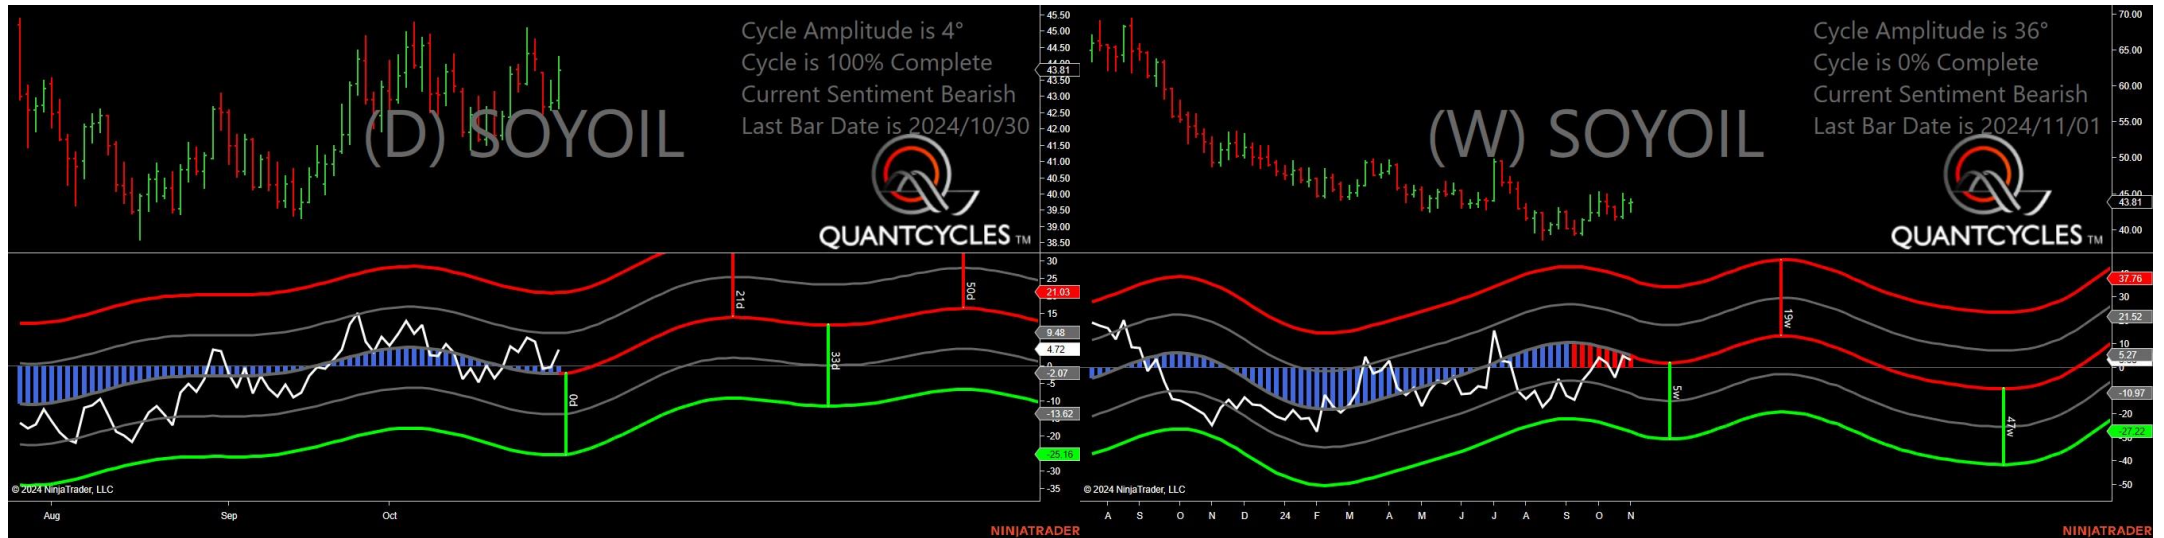 Cycle Amplitude is 4°
Cycle is 100% Complete
Current Sentiment Bearish
Last Bar Date is 2024/10/30
(D) SOYOIL
QUANTCYCLES TM
45.50
45.00
44.50
44.00
43.81
43.50
43.00
42.50
42.00
41.50
41.00
40.50
40.00
39.50
39.00
38.50
30
25
21.03
15
9.48
4.72
0
-2.07
-5
-10
-13.62
-20
-25.16
-30
-35
0d
21d
33d
50d
© 2024 NinjaTrader, LLC
Aug Sep Oct
NINJATRADER
Cycle Amplitude is 36°
Cycle is 0% Complete
Current Sentiment Bearish
Last Bar Date is 2024/11/01
(W) SOYOIL
QUANTCYCLES TM
70.00
65.00
60.00
55.00
50.00
45.00
43.81
40.00
37.76
30
21.52
10
5.27
0
-10.97
-20
-27.22
-40
-50
5w
19w
47w
© 2024 NinjaTrader, LLC
A S O N D 24 F M A M J J A S O N
NINJATRADER